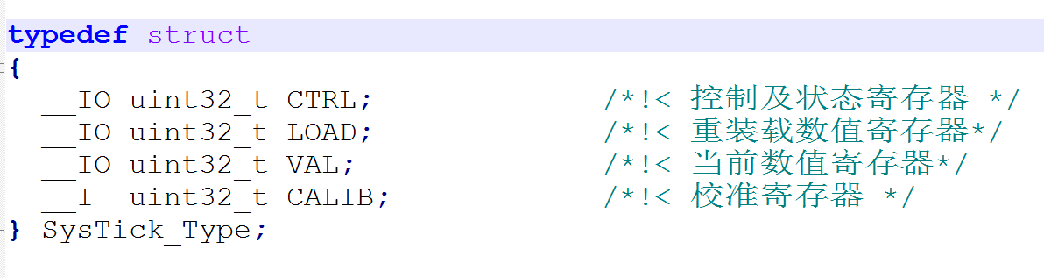 typedef struct
{
__IO uint32_t CTRL; /*!< 控制及状态寄存器 */
__IO uint32_t LOAD; /*!< 重装载数值寄存器*/
__IO uint32_t VAL; /*!< 当前数值寄存器*/
__I uint32_t CALIB; /*!< 校准寄存器 */
} SysTick_Type;